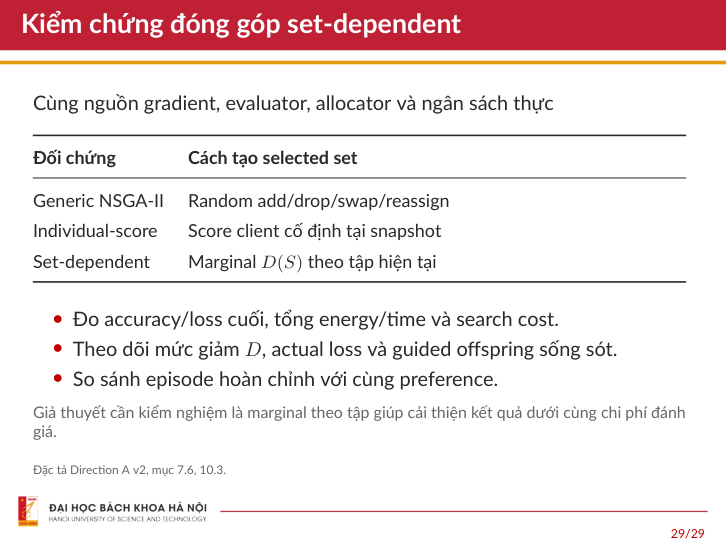 Kiểm chứng đóng góp set-dependent
Cùng nguồn gradient, evaluator, allocator và ngân sách thực
Đối chứng Cách tạo selected set
Generic NSGA-II Random add/drop/swap/reassign
Individual-score Score client cố định tại snapshot
Set-dependent Marginal D(S) theo tập hiện tại
• Đo accuracy/loss cuối, tổng energy/time và search cost.
• Theo dõi mức giảm D, actual loss và guided offspring sống sót.
• So sánh episode hoàn chỉnh với cùng preference.
Giả thuyết cần kiểm nghiệm là marginal theo tập giúp cải thiện kết quả dưới cùng chi phí đánh
giá.
Đặc tả Direction A v2, mục 7.6, 10.3.
ĐẠI HỌC BÁCH KHOA HÀ NỘI
HANOI UNIVERSITY OF SCIENCE AND TECHNOLOGY
29/29